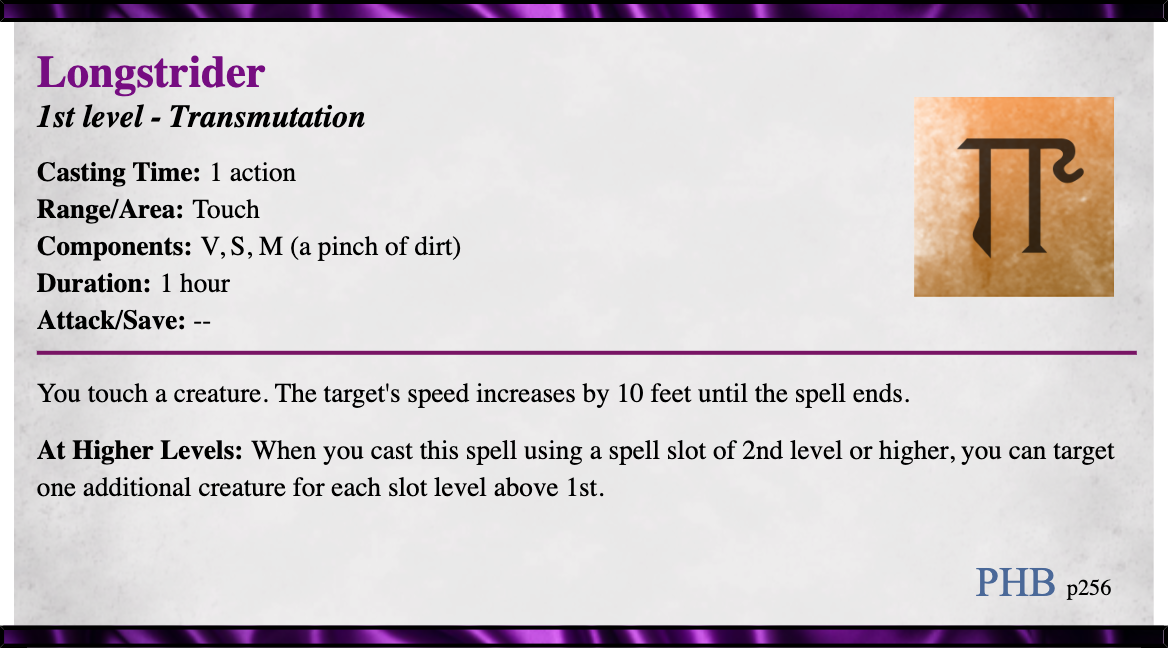 Longstrider
1st level - Transmutation
Casting Time: 1 action
Range/Area: Touch
Components: V, S, M (a pinch of dirt)
Duration: 1 hour
Attack/Save: --
You touch a creature. The target's speed increases by 10 feet until the spell ends.
At Higher Levels: When you cast this spell using a spell slot of 2nd level or higher, you can target
one additional creature for each slot level above 1st.
PHB p256